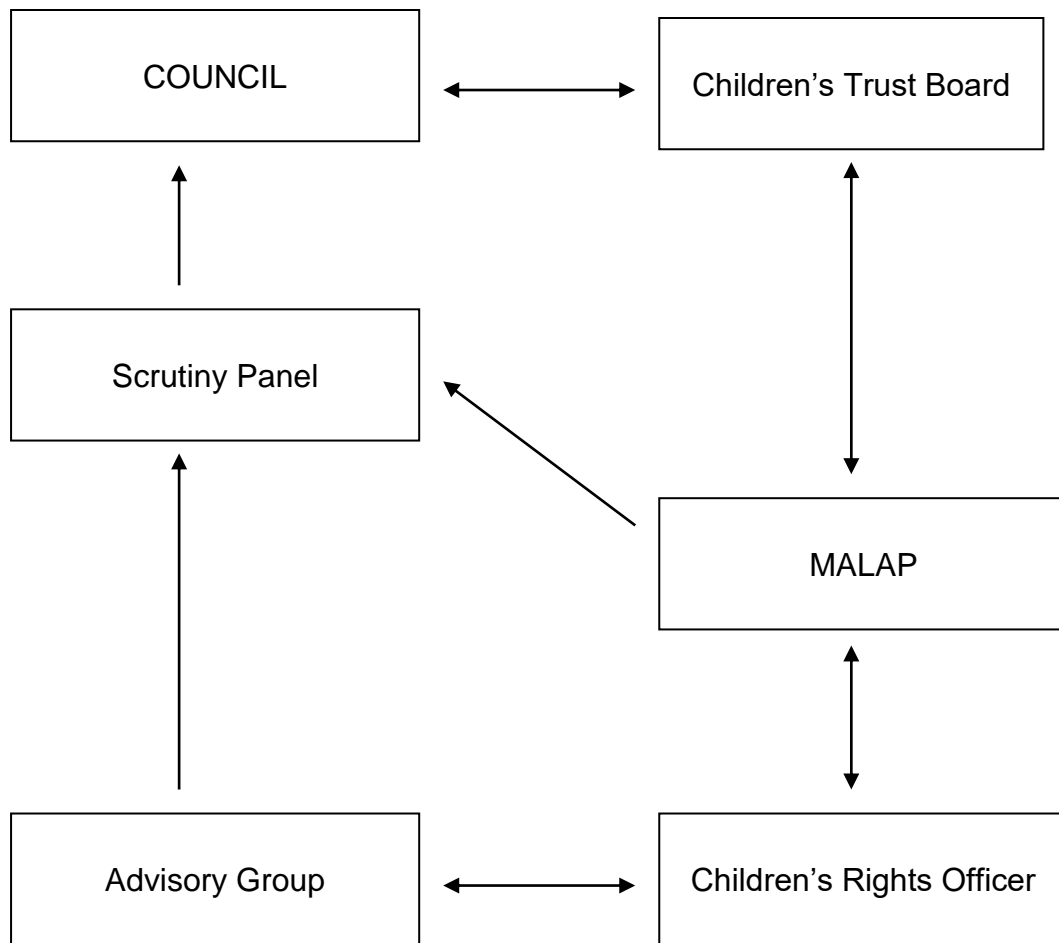 COUNCIL
Children’s Trust Board
Scrutiny Panel
MALAP
Advisory Group
Children’s Rights Officer